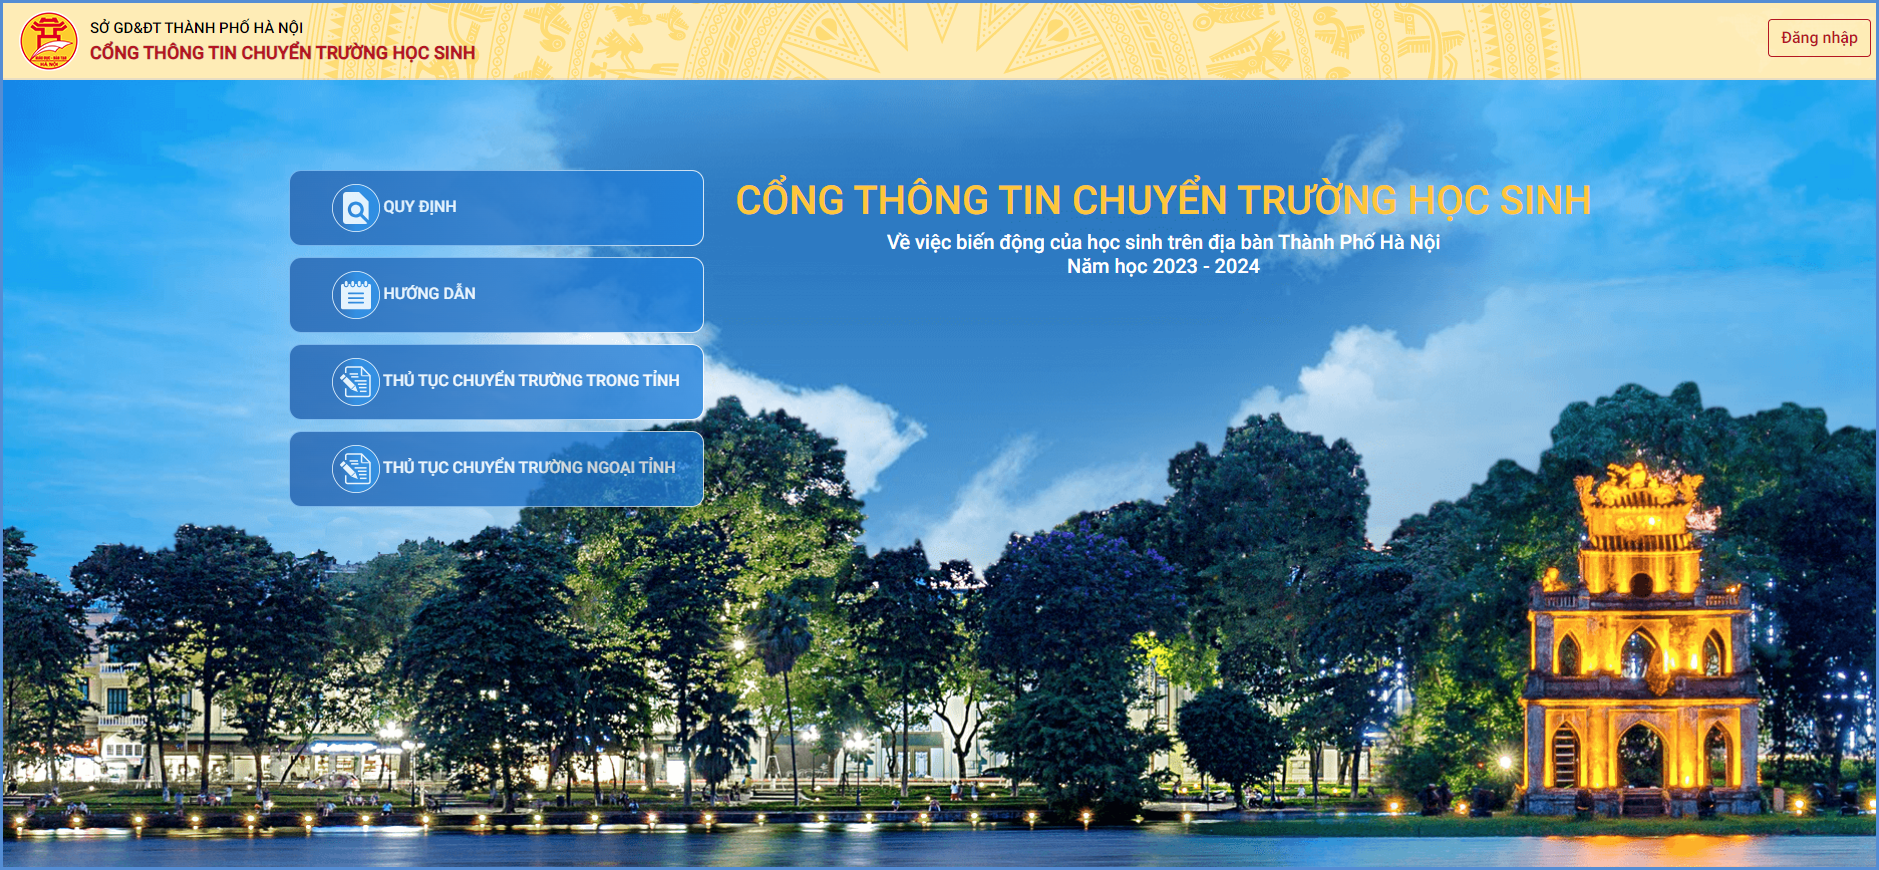 SỞ GD&ĐT THÀNH PHỐ HÀ NỘI
CỔNG THÔNG TIN CHUYỂN TRƯỜNG HỌC SINH
Đăng nhập
QUY ĐỊNH
HƯỚNG DẪN
THỦ TỤC CHUYỂN TRƯỜNG TRONG TỈNH
THỦ TỤC CHUYỂN TRƯỜNG NGOẠI TỈNH
CỔNG THÔNG TIN CHUYỂN TRƯỜNG HỌC SINH
Về việc biến động của học sinh trên địa bàn Thành Phố Hà Nội
Năm học 2023 - 2024